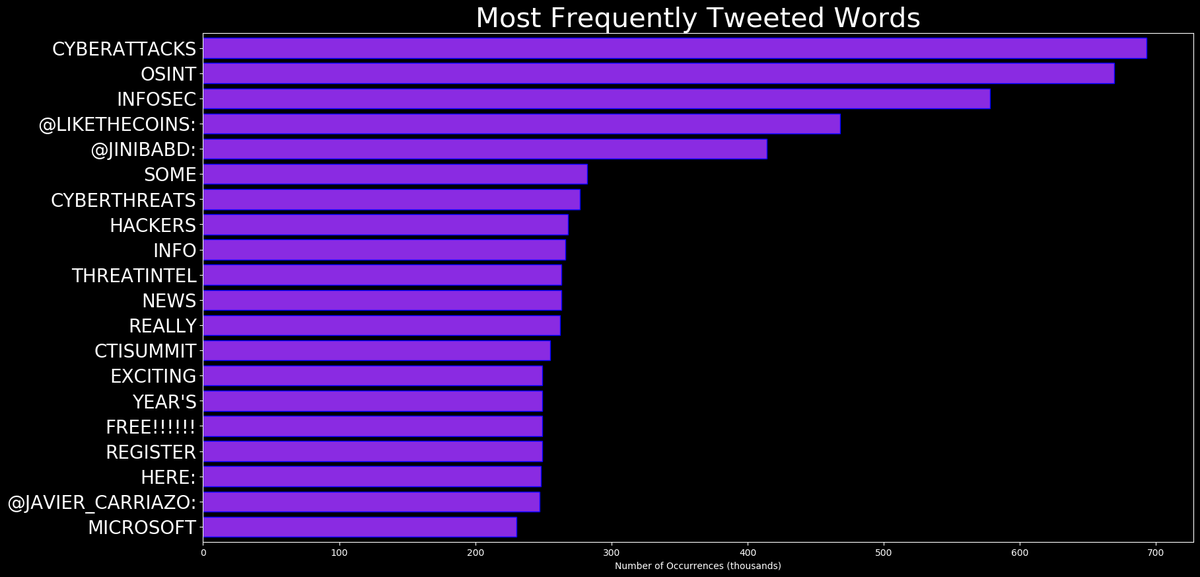 Most Frequently Tweeted Words
CYBERATTACKS
OSINT
INFOSEC
@LIKETHECOINS:
@JINIBABD:
SOME
CYBERTHREATS
HACKERS
INFO
THREATINTEL
NEWS
REALLY
CTISUMMIT
EXCITING
YEAR'S
FREE!!!!!!
REGISTER
HERE:
@JAVIER_CARRIAZO:
MICROSOFT
0 100 200 300 400 500 600 700
Number of Occurrences (thousands)